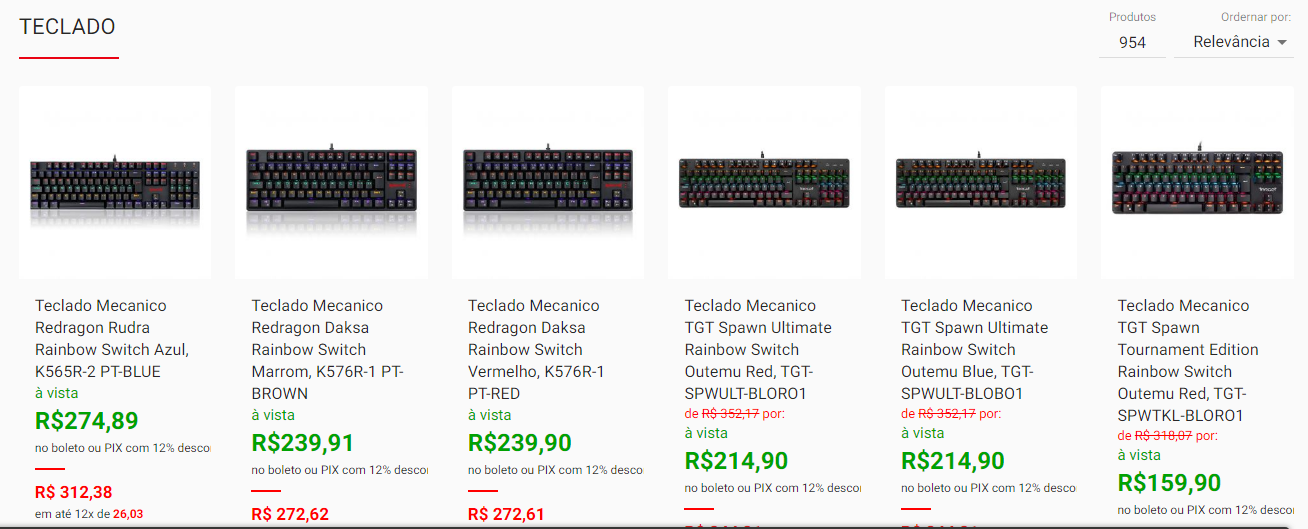 TECLADO
Produtos
954
Ordernar por:
Relevância
Teclado Mecanico
Redragon Rudra
Rainbow Switch Azul,
K565R-2 PT-BLUE
à vista
R$274,89
no boleto ou PIX com 12% desco
R$ 312,38
em até 12x de 26,03
Teclado Mecanico
Redragon Daksa
Rainbow Switch
Marrom, K576R-1 PT-
BROWN
à vista
R$239,91
no boleto ou PIX com 12% desco
R$ 272,62
Teclado Mecanico
Redragon Daksa
Rainbow Switch
Vermelho, K576R-1
PT-RED
à vista
R$239,90
no boleto ou PIX com 12% desco
R$ 272,61
Teclado Mecanico
TGT Spawn Ultimate
Rainbow Switch
Outemu Red, TGT-
SPWULT-BLORO1
de R$ 352,17 por:
à vista
R$214,90
no boleto ou PIX com 12% desco
Teclado Mecanico
TGT Spawn Ultimate
Rainbow Switch
Outemu Blue, TGT-
SPWULT-BLOBO1
de R$ 352,17 por:
à vista
R$214,90
no boleto ou PIX com 12% desco
Teclado Mecanico
TGT Spawn
Tournament Edition
Rainbow Switch
Outemu Red, TGT-
SPWTKL-BLORO1
de R$ 318,07 por:
à vista
R$159,90
no boleto ou PIX com 12% desco